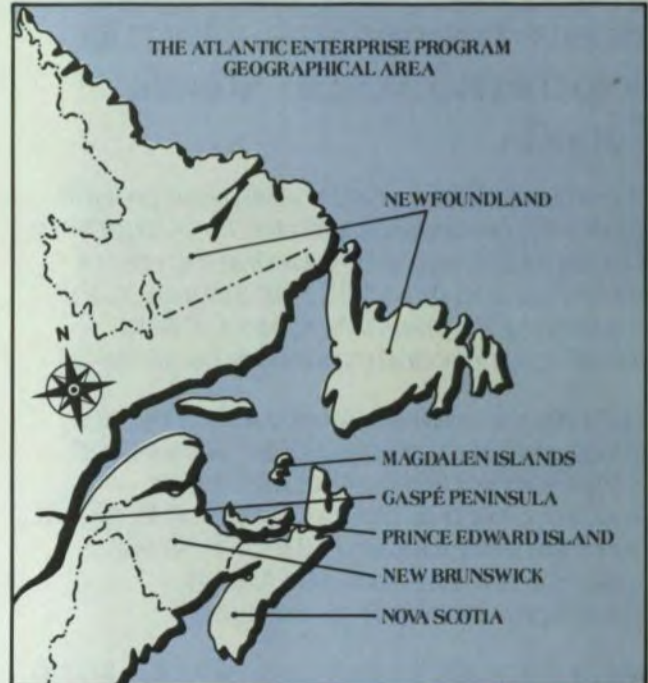 THE ATLANTIC ENTERPRISE PROGRAM
GEOGRAPHICAL AREA
NEWFOUNDLAND
N
MAGDALEN ISLANDS
GASPÉ PENINSULA
PRINCE EDWARD ISLAND
NEW BRUNSWICK
NOVA SCOTIA